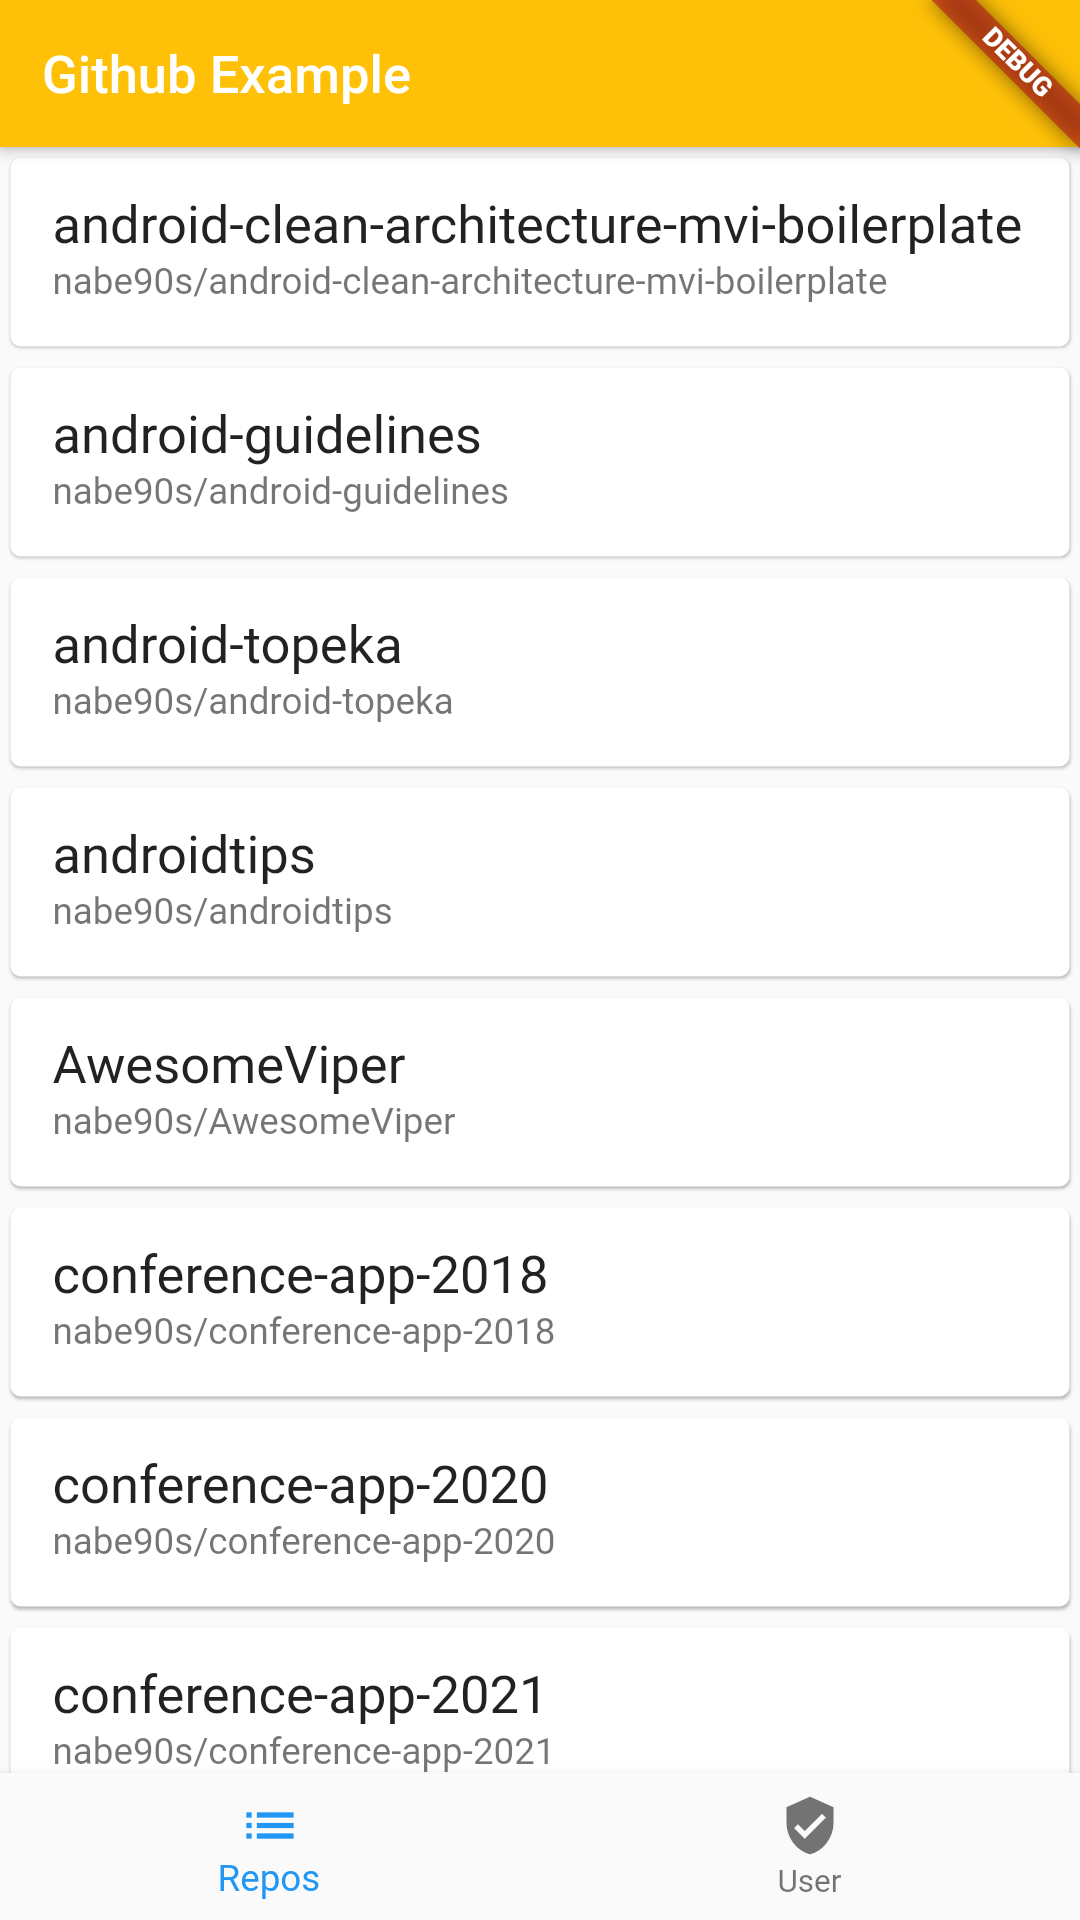 Github Example
DEBUG
android-clean-architecture-mvi-boilerplate
nabe90s/android-clean-architecture-mvi-boilerplate
android-guidelines
nabe90s/android-guidelines
android-topeka
nabe90s/android-topeka
androidtips
nabe90s/androidtips
AwesomeViper
nabe90s/AwesomeViper
conference-app-2018
nabe90s/conference-app-2018
conference-app-2020
nabe90s/conference-app-2020
conference-app-2021
nabe90s/conference-app-2021
Repos
User